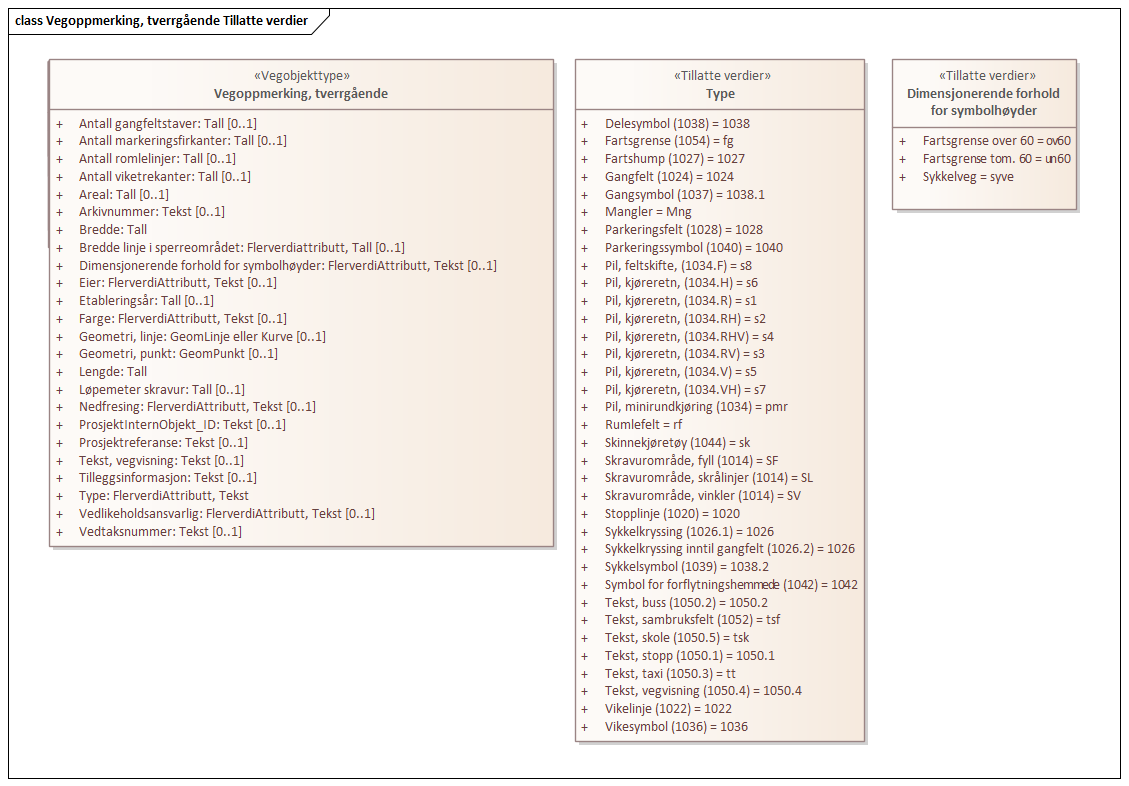 class Vegoppmerking, tverrgående Tillatte verdier
«Vegobjekttype»
Vegoppmerking, tverrgående
+ Antall gangfeltstaver: Tall [0..1]
+ Antall markeringsfirkanter: Tall [0..1]
+ Antall romlelinjer: Tall [0..1]
+ Antall viketrekanter: Tall [0..1]
+ Areal: Tall [0..1]
+ Arkivnummer: Tekst [0..1]
+ Bredde: Tall
+ Bredde linje i sperreområdet: Flerverdiattributt, Tall [0..1]
+ Dimensjonerende forhold for symbolhøyder: FlerverdiAttributt, Tekst [0..1]
+ Eier: FlerverdiAttributt, Tekst [0..1]
+ Etableringsår: Tall [0..1]
+ Farge: FlerverdiAttributt, Tekst [0..1]
+ Geometri, linje: GeomLinje eller Kurve [0..1]
+ Geometri, punkt: GeomPunkt [0..1]
+ Lengde: Tall
+ Løpemeter skravur: Tall [0..1]
+ Nedfresing: FlerverdiAttributt, Tekst [0..1]
+ ProsjektInternObjekt_ID: Tekst [0..1]
+ Prosjektreferanse: Tekst [0..1]
+ Tekst, vegvisning: Tekst [0..1]
+ Tilleggsinformasjon: Tekst [0..1]
+ Type: FlerverdiAttributt, Tekst
+ Vedlikeholdsansvarlig: FlerverdiAttributt, Tekst [0..1]
+ Vedtaksnummer: Tekst [0..1]
«Tillatte verdier»
Type
+ Delesymbol (1038) = 1038
+ Fartsgrense (1054) = fg
+ Fartshump (1027) = 1027
+ Gangfelt (1024) = 1024
+ Gangsymbol (1037) = 1038.1
+ Mangler = Mng
+ Parkeringsfelt (1028) = 1028
+ Parkeringssymbol (1040) = 1040
+ Pil, feltskifte, (1034.F) = s8
+ Pil, kjøreretn, (1034.H) = s6
+ Pil, kjøreretn, (1034.R) = s1
+ Pil, kjøreretn, (1034.RH) = s2
+ Pil, kjøreretn, (1034.RHV) = s4
+ Pil, kjøreretn, (1034.RV) = s3
+ Pil, kjøreretn, (1034.V) = s5
+ Pil, kjøreretn, (1034.VH) = s7
+ Pil, minirundkjøring (1034) = pmr
+ Rumlefelt = rf
+ Skinnekjøretøy (1044) = sk
+ Skravurområde, fyll (1014) = SF
+ Skravurområde, skrålinjer (1014) = SL
+ Skravurområde, vinkler (1014) = SV
+ Stopplinje (1020) = 1020
+ Sykkelkryssing (1026.1) = 1026
+ Sykkelkryssing inntil gangfelt (1026.2) = 1026
+ Sykkelsymbol (1039) = 1038.2
+ Symbol for forflytningshemmede (1042) = 1042
+ Tekst, buss (1050.2) = 1050.2
+ Tekst, sambruksfelt (1052) = tsf
+ Tekst, skole (1050.5) = tsk
+ Tekst, stopp (1050.1) = 1050.1
+ Tekst, taxi (1050.3) = tt
+ Tekst, vegvisning (1050.4) = 1050.4
+ Vikelinje (1022) = 1022
+ Vikesymbol (1036) = 1036
«Tillatte verdier»
Dimensjonerende forhold
for symbolhøyder
+ Fartsgrense over 60 = ov60
+ Fartsgrense tom. 60 = un60
+ Sykkelveg = syve